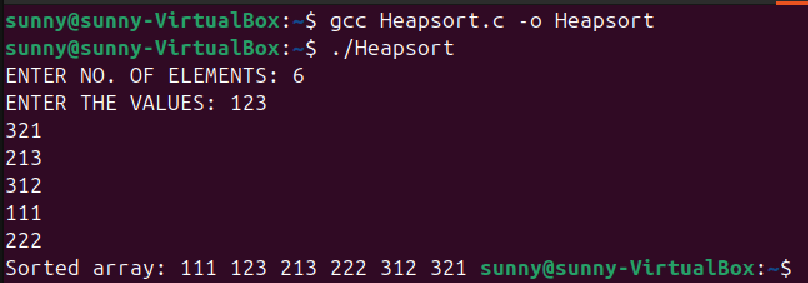 sunny@sunny-VirtualBox:~$ gcc Heapsort.c -o Heapsort
sunny@sunny-VirtualBox:~$ ./Heapsort
ENTER NO. OF ELEMENTS: 6
ENTER THE VALUES: 123
321
213
312
111
222
Sorted array: 111 123 213 222 312 321 sunny@sunny-VirtualBox:~$